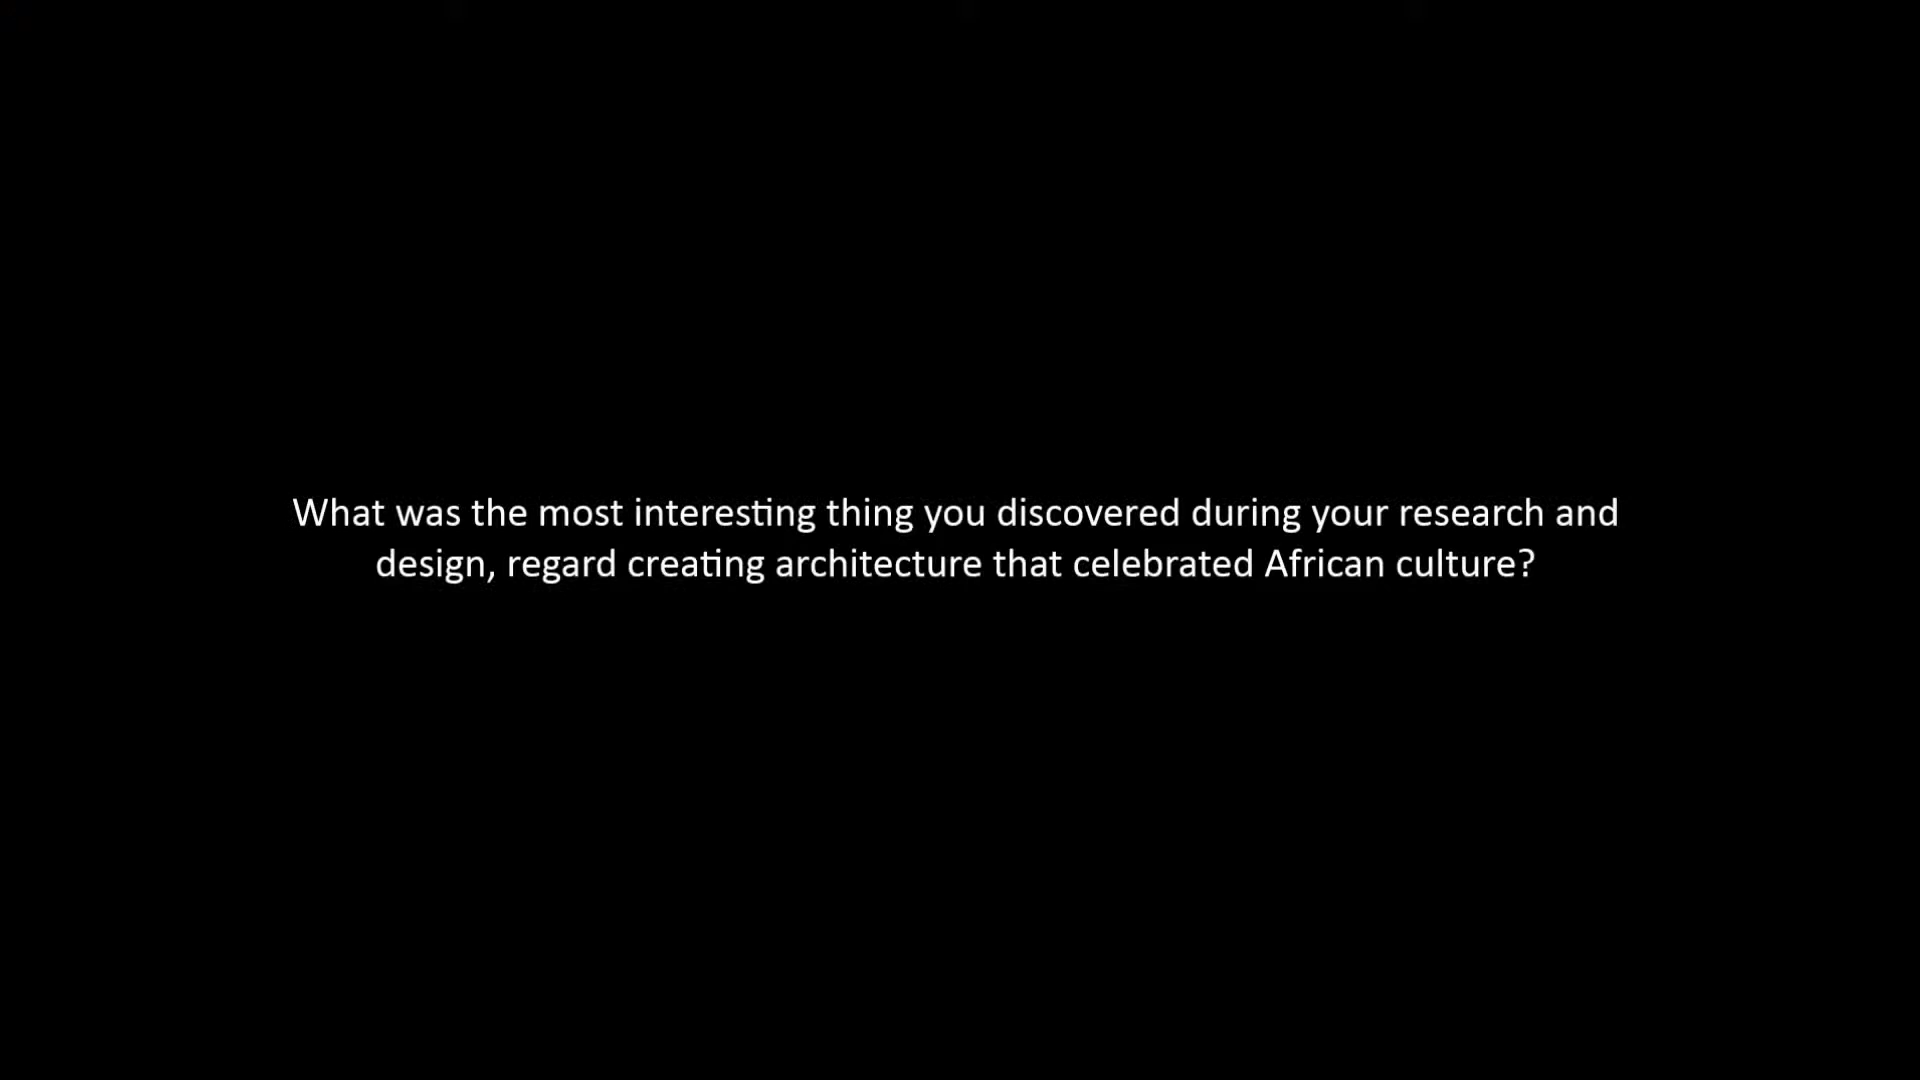 What was the most interesting thing you discovered during your research and
design, regard creating architecture that celebrated African culture?